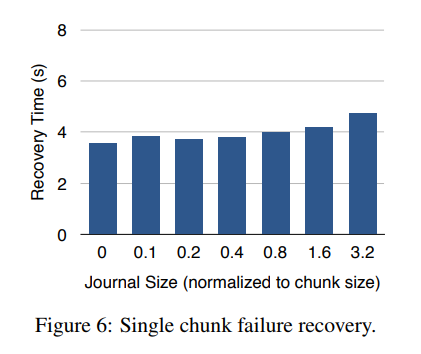 8
6
4
2
0
Recovery Time (s)
0 0.1 0.2 0.4 0.8 1.6 3.2
Journal Size (normalized to chunk size)
Figure 6: Single chunk failure recovery.